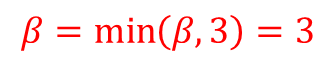 β = min(β, 3) = 3